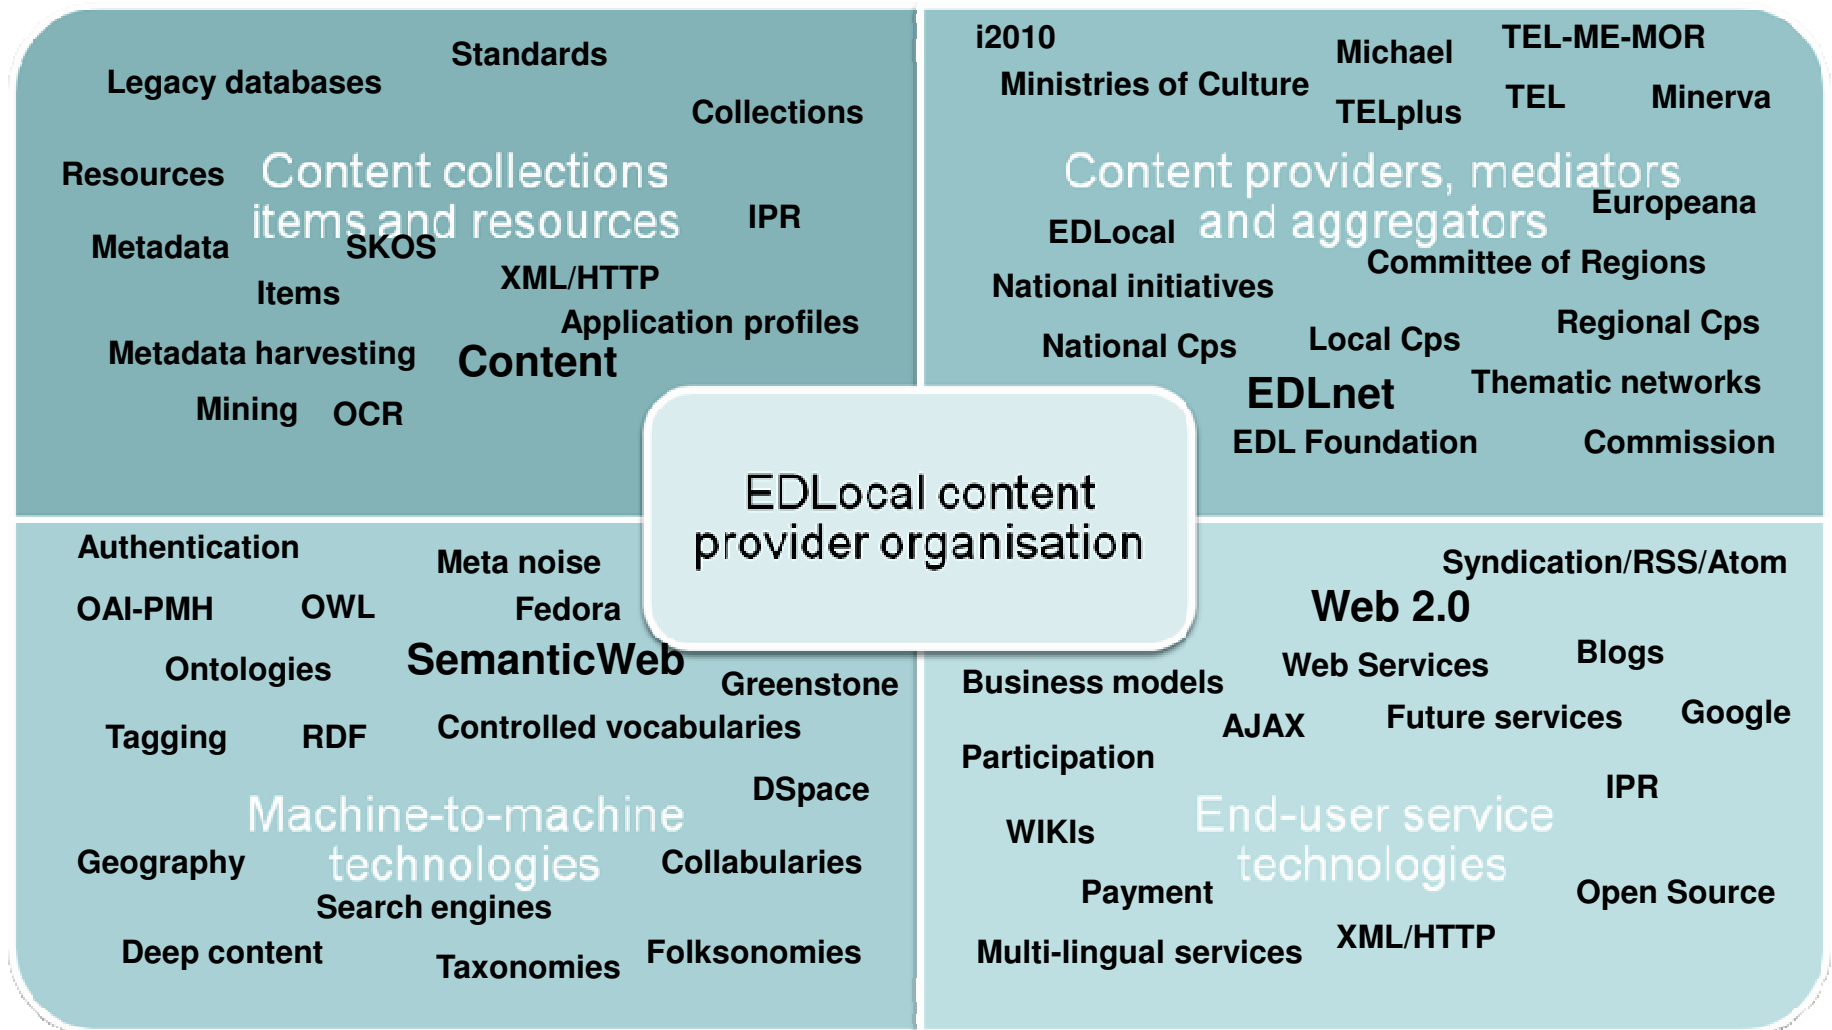 Standards
Legacy databases
Collections
Resources
Content collections
items and resources
IPR
Metadata
SKOS
XML/HTTP
Items
Application profiles
Metadata harvesting
Content
Mining
OCR
i2010
Michael
TEL-ME-MOR
Ministries of Culture
TELplus
TEL
Minerva
Content providers, mediators
and aggregators
Europeana
EDLocal
Committee of Regions
National initiatives
Regional Cps
National Cps
Local Cps
EDLnet
Thematic networks
EDL Foundation
Commission
EDLocal content
provider organisation
Authentication
Meta noise
OAI-PMH
OWL
Fedora
Ontologies
SemanticWeb
Greenstone
Tagging
RDF
Controlled vocabularies
DSpace
Machine-to-machine
technologies
Geography
Collabularies
Search engines
Deep content
Taxonomies
Folksonomies
Syndication/RSS/Atom
Web 2.0
Blogs
Web Services
Business models
AJAX
Future services
Google
Participation
IPR
WIKIs
End-user service
technologies
Payment
Open Source
Multi-lingual services
XML/HTTP